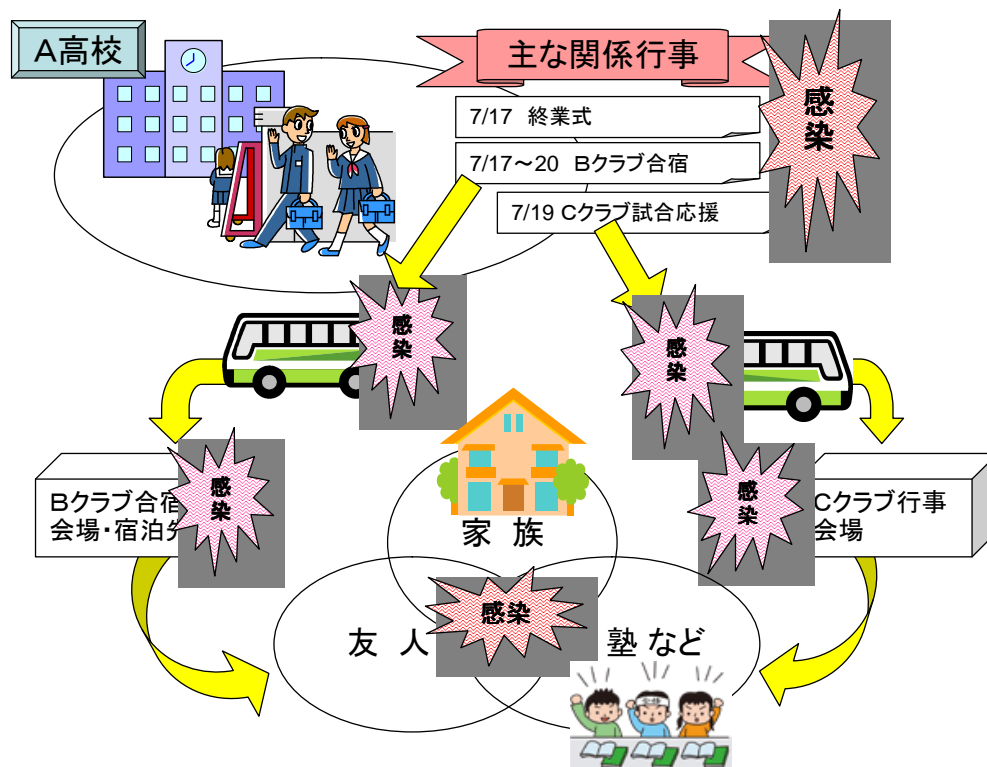 A高校
主な関係行事
感染
7/17 終業式
7/17～20 Bクラブ合宿
7/19 Cクラブ試合応援
感染
感染
感染
感染
Bクラブ合宿
会場・宿泊
Cクラブ行事
会場
家 族
感染
友 人
塾など